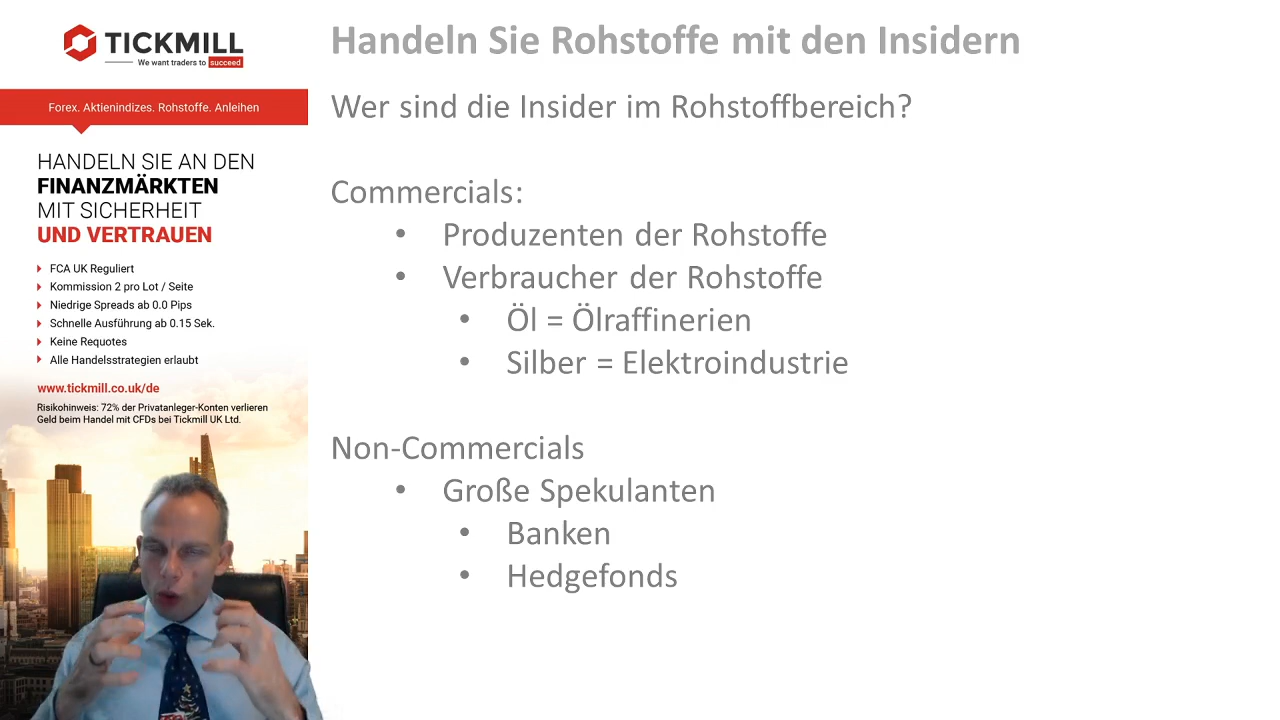 TICKMILL
We want traders to succeed
Forex. Aktienindizes. Rohstoffe. Anleihen
HANDELN SIE AN DEN
FINANZMÄRKTEN
MIT SICHERHEIT
UND VERTRAUEN
FCA UK Reguliert
Kommission 2 pro Lot / Seite
Niedrige Spreads ab 0.0 Pips
Schnelle Ausführung ab 0.15 Sek.
Keine Requotes
Alle Handelsstrategien erlaubt
www.tickmill.co.uk/de
Risikohinweis: 72% der Privatanleger-Konten verlieren
Geld beim Handel mit CFDs bei Tickmill UK Ltd.
Handeln Sie Rohstoffe mit den Insidern
Wer sind die Insider im Rohstoffbereich?
Commercials:
• Produzenten der Rohstoffe
• Verbraucher der Rohstoffe
• Öl = Ölraffinerien
• Silber = Elektroindustrie
Non-Commercials
• Große Spekulanten
• Banken
• Hedgefonds